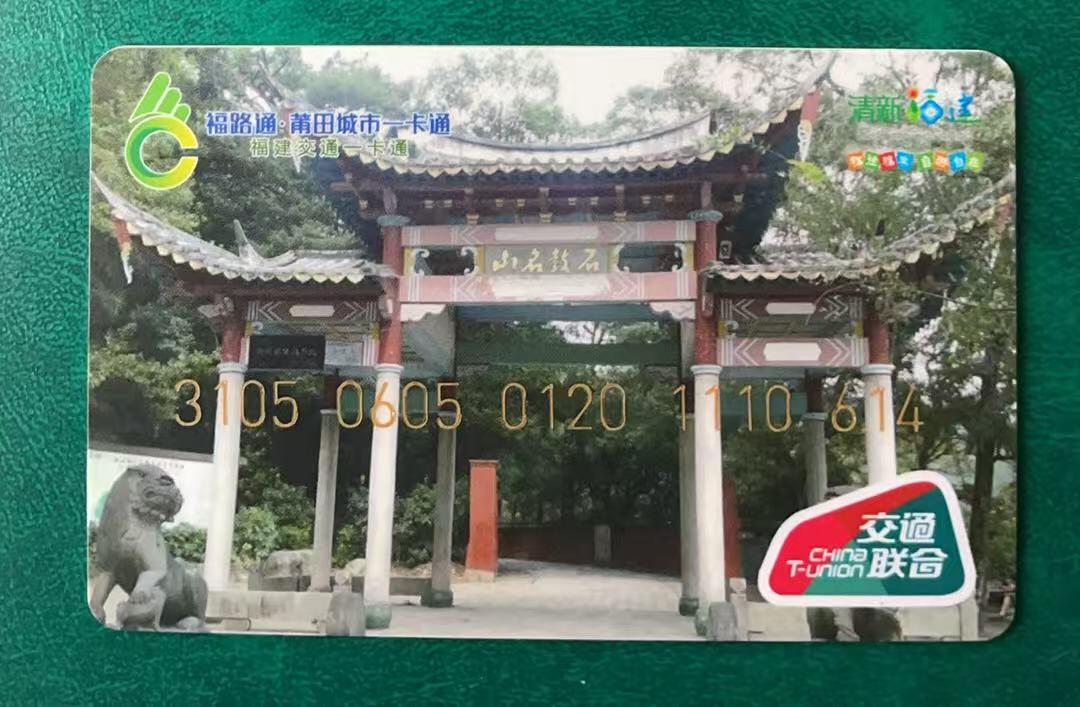 福路通·莆田城市一卡通
福建交通一卡通
清新福建
山名鼓石
3105 0605 0120 1110 614
交通
CHINA
T-UNION 联合